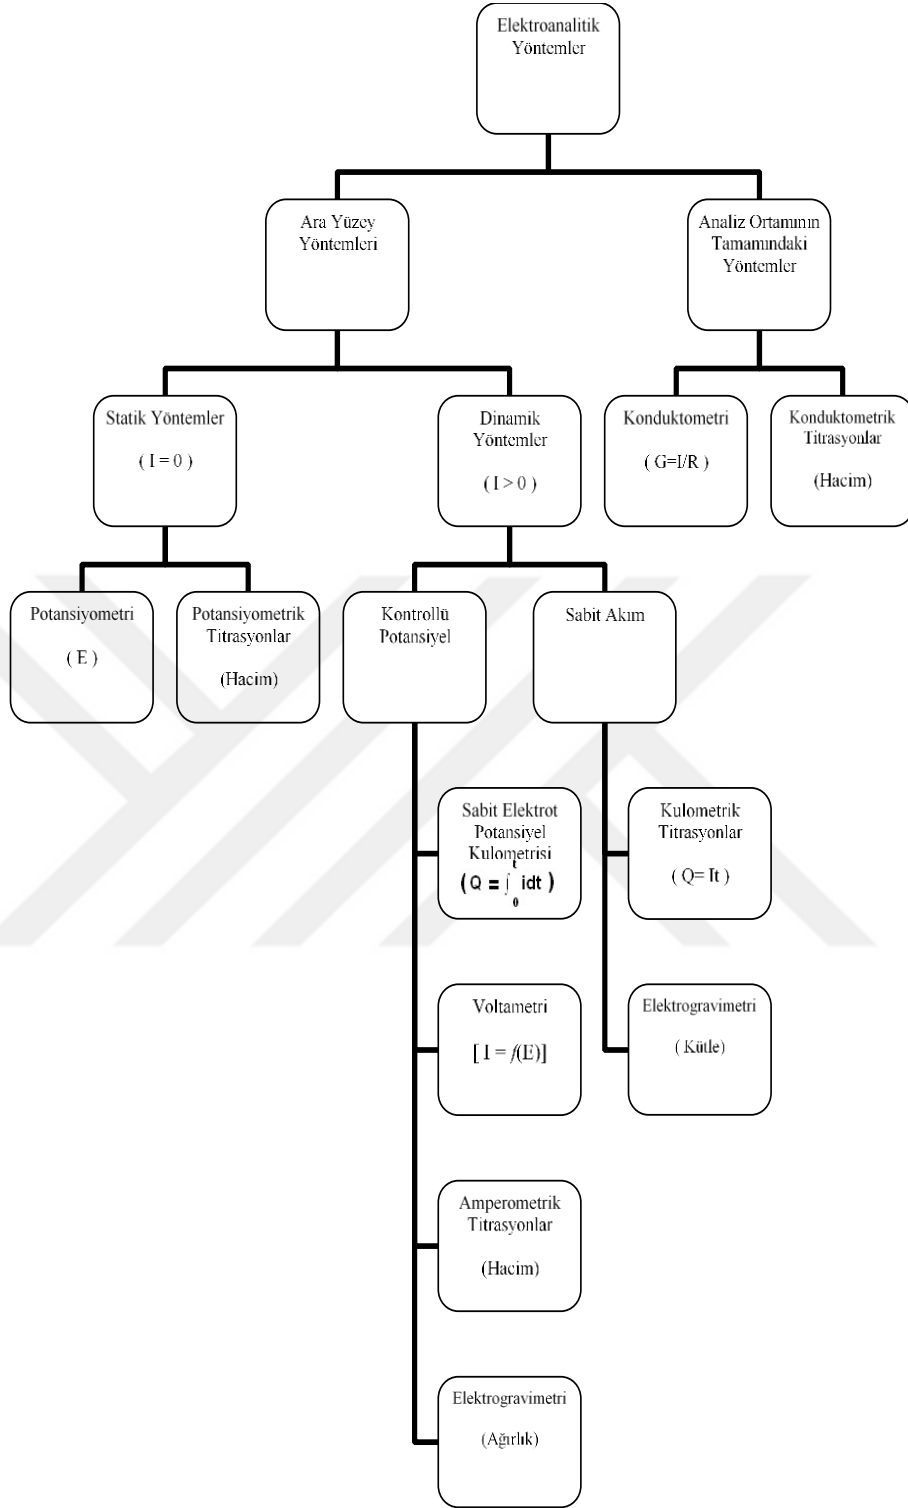 Elektroanalitik
Yöntemler
Ara Yüzey
Yöntemleri
Analiz Ortamının
Tamamındaki
Yöntemler
Statik Yöntemler
( I = 0 )
Dinamik
Yöntemler
( I > 0 )
Konduktometri
( G=I/R )
Konduktometrik
Titrasyonlar
(Hacim)
Potansiyometri
( E )
Potansiyometrik
Titrasyonlar
(Hacim)
Kontrollü
Potansiyel
Sabit Akım
Sabit Elektrot
Potansiyel
Kulometrisi
( Q = ∫₀ᵗ idt )
Kulometrik
Titrasyonlar
( Q= It )
Voltametri
[ I = f(E)]
Elektrogravimetri
( Kütle)
Amperometrik
Titrasyonlar
(Hacim)
Elektrogravimetri
(Ağırlık)